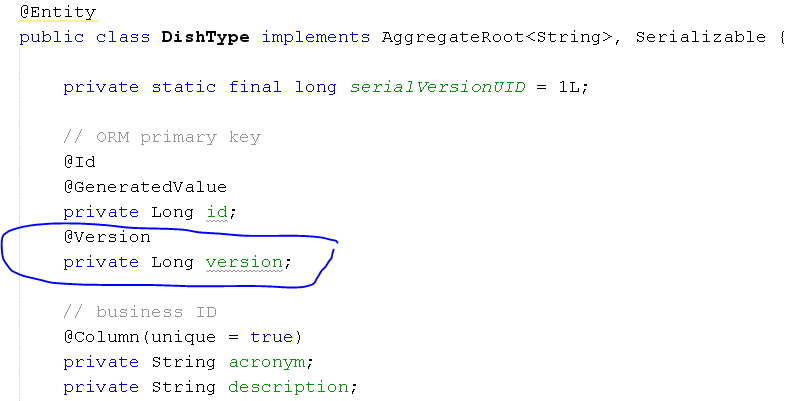 @Entity
public class DishType implements AggregateRoot<String>, Serializable {
private static final long serialVersionUID = 1L;
// ORM primary key
@Id
@GeneratedValue
private Long id;
@Version
private Long version;
// business ID
@Column(unique = true)
private String acronym;
private String description;